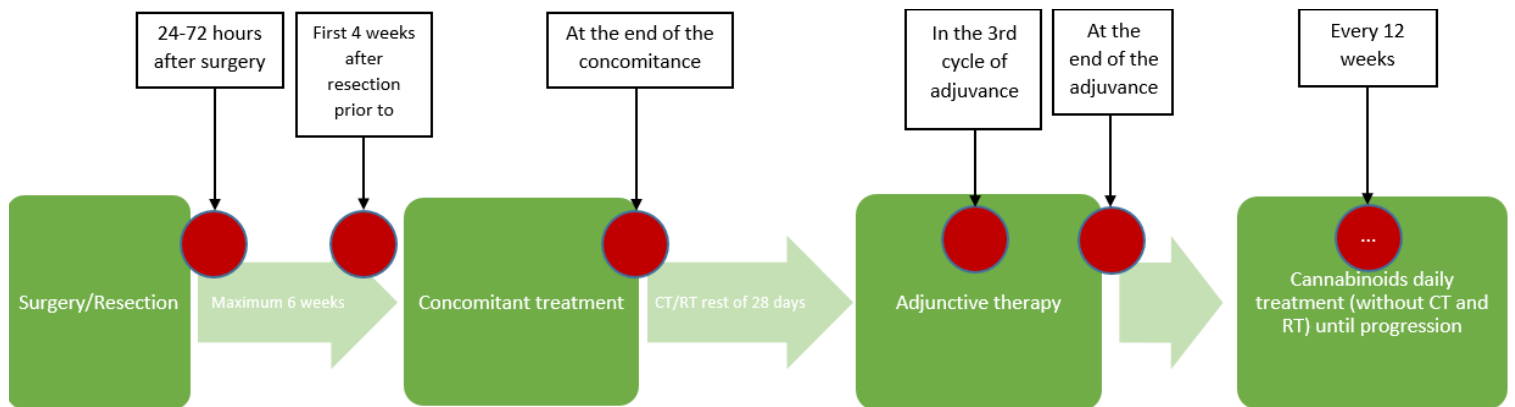 24-72 hours
after surgery
First 4 weeks
after
resection
prior to
At the end of the
concomitance
In the 3rd
cycle of
adjuvance
At the
end of the
adjuvance
Every 12
weeks
Surgery/Resection
Maximum 6 weeks
Concomitant treatment
CT/RT rest of 28 days
Adjunctive therapy
...
Cannabinoids daily
treatment (without CT and
RT) until progression